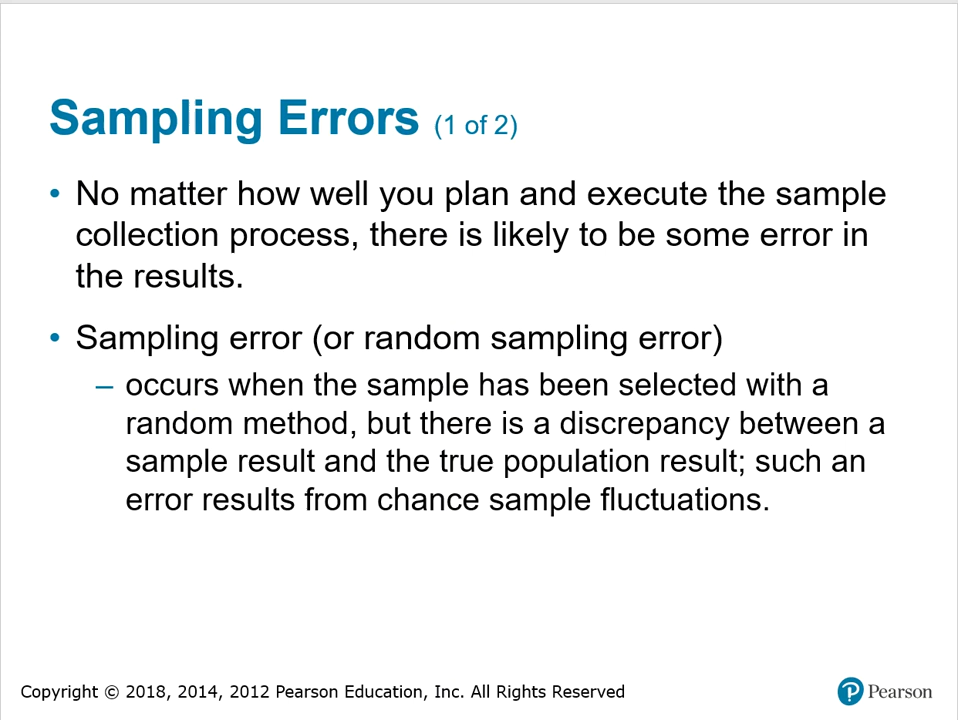 Sampling Errors (1 of 2)
• No matter how well you plan and execute the sample
collection process, there is likely to be some error in
the results.
• Sampling error (or random sampling error)
– occurs when the sample has been selected with a
random method, but there is a discrepancy between a
sample result and the true population result; such an
error results from chance sample fluctuations.
Copyright © 2018, 2014, 2012 Pearson Education, Inc. All Rights Reserved
P Pearson